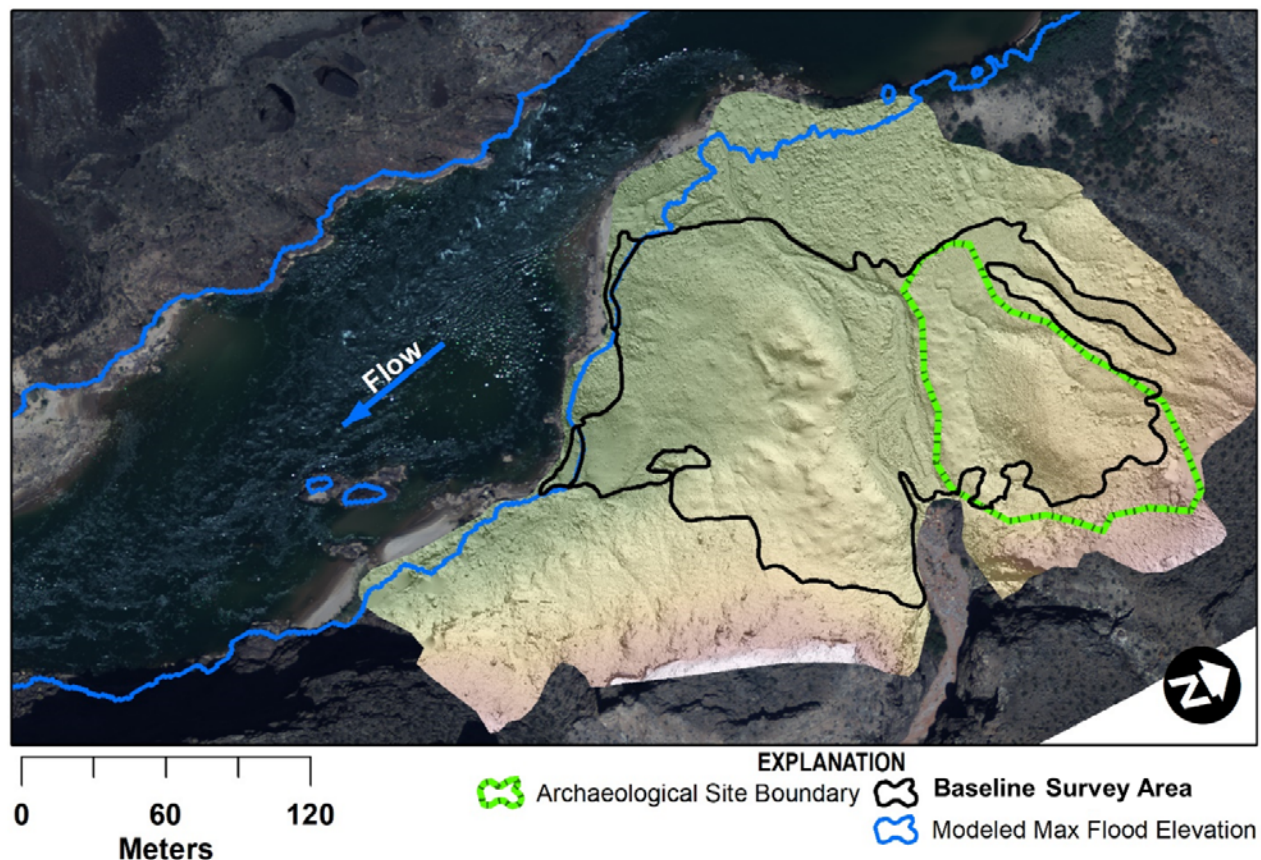 Flow
N
EXPLANATION
0 60 120
Meters
Archaeological Site Boundary
Baseline Survey Area
Modeled Max Flood Elevation